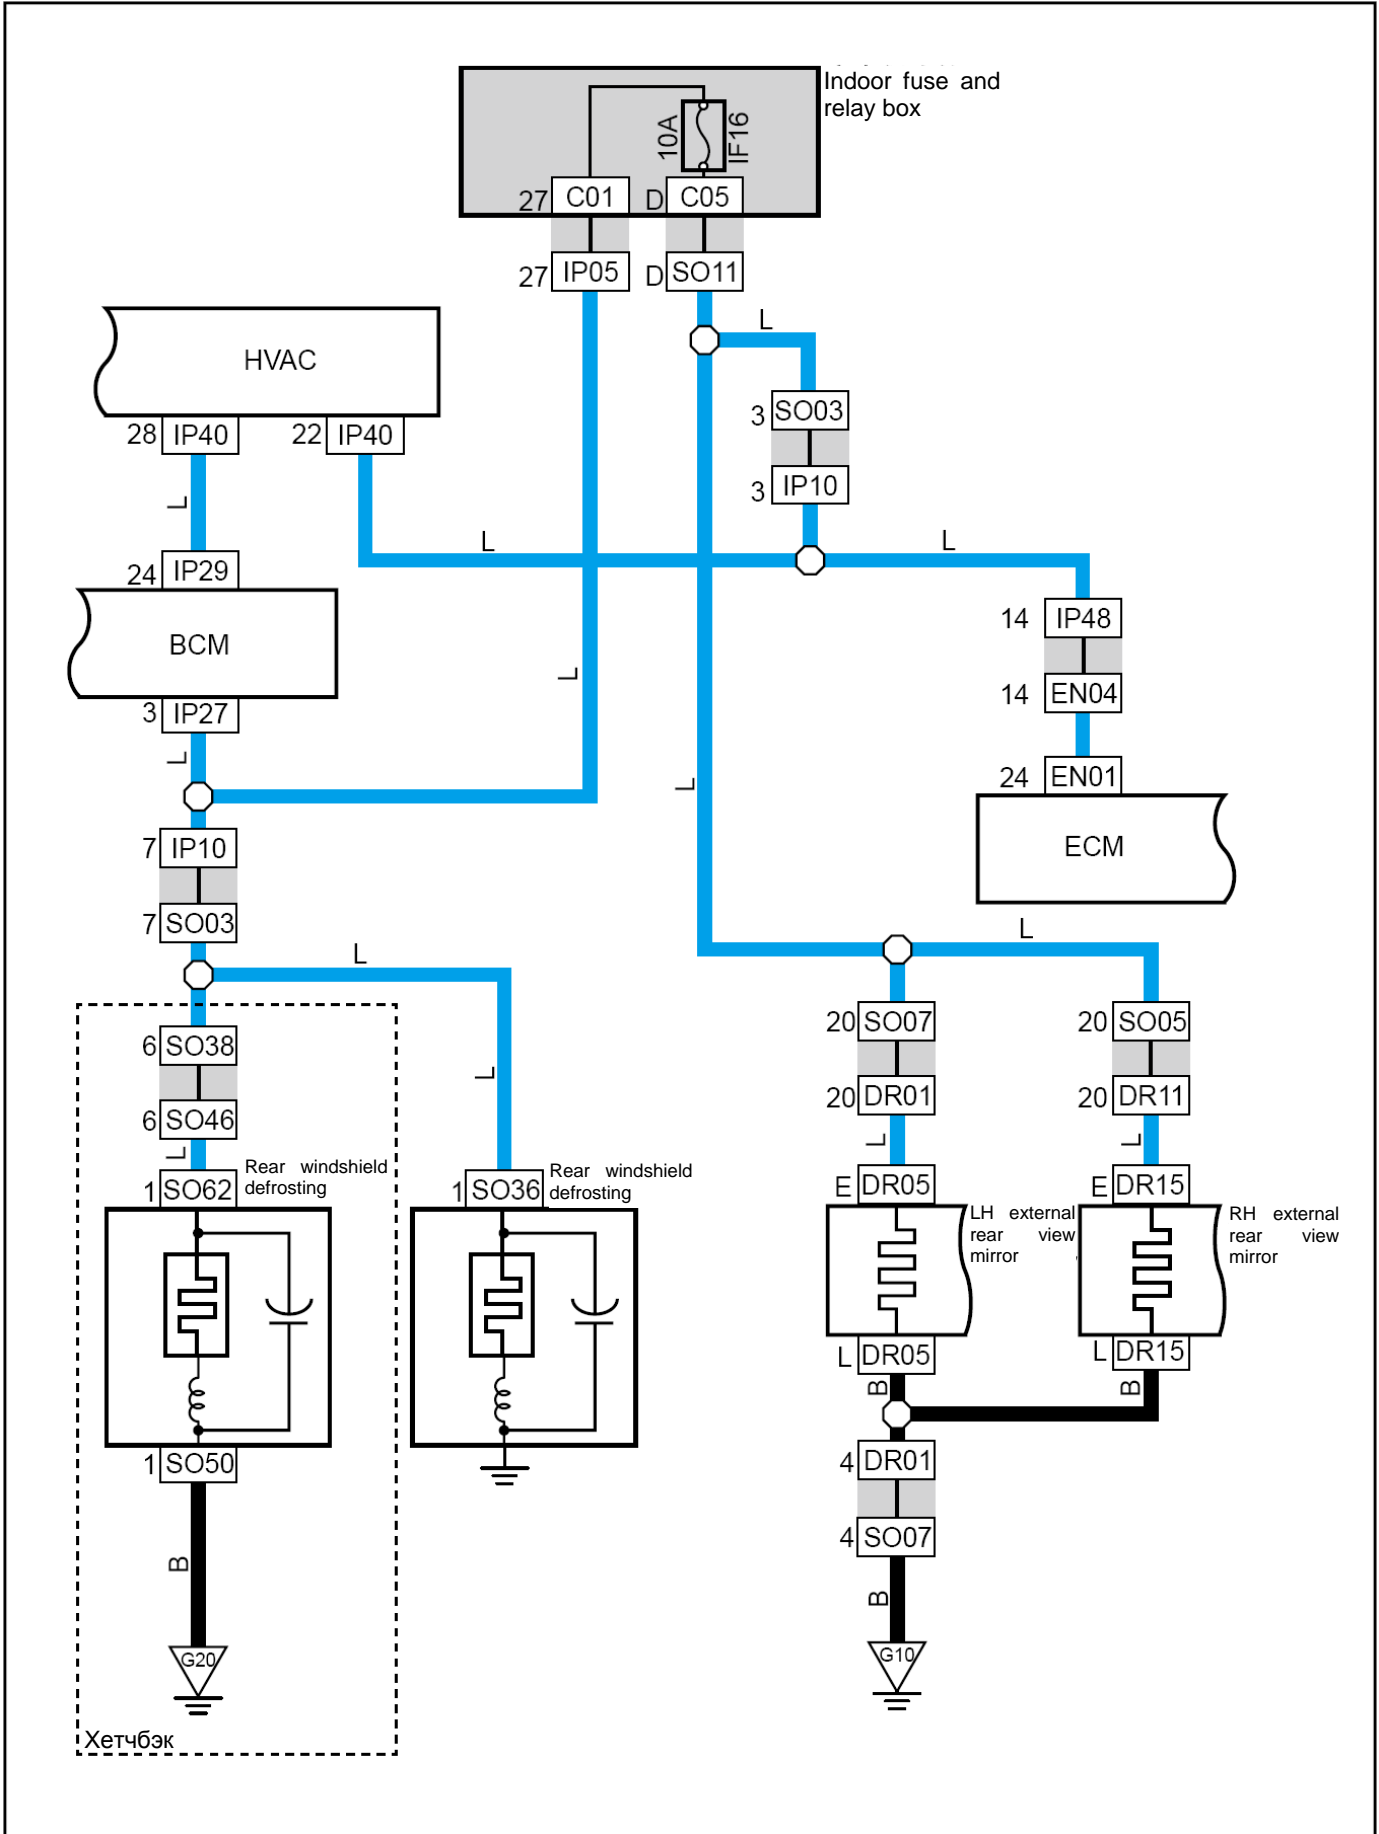 Indoor fuse and
relay box
10A
IF16
27 C01
D C05
27 IP05
D SO11
L
HVAC
3 SO03
28 IP40
22 IP40
3 IP10
L
L
L
24 IP29
14 IP48
BCM
L
14 EN04
3 IP27
L
L
24 EN01
7 IP10
ECM
7 SO03
L
L
20 SO07
20 SO05
6 SO38
L
20 DR01
20 DR11
6 SO46
L
L
L
Rear windshield
defrosting
Rear windshield
defrosting
1 SO62
1 SO36
E DR05
E DR15
LH external
rear view
mirror
RH external
rear view
mirror
L DR05
L DR15
B
B
1 SO50
4 DR01
4 SO07
B
B
G20
G10
Хетчбэк